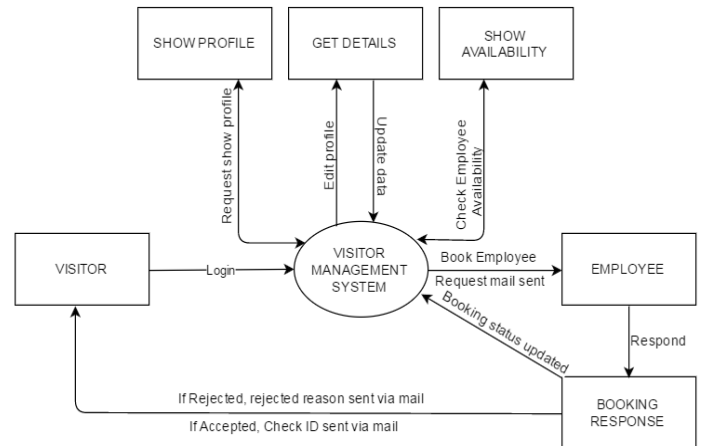 SHOW PROFILE
GET DETAILS
SHOW
AVAILABILITY
Request show profile
Edit profile
Update data
Check Employee
Availability
VISITOR
Login
VISITOR
MANAGEMENT
SYSTEM
Book Employee
Request mail sent
EMPLOYEE
Booking status updated
Respond
If Rejected, rejected reason sent via mail
If Accepted, Check ID sent via mail
BOOKING
RESPONSE